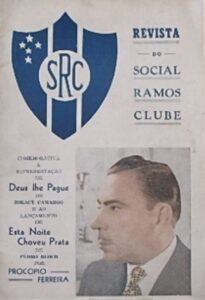 SRC
REVISTA
DO
SOCIAL
RAMOS
CLUBE
COMEMORATIVA
A
REPRESENTAÇÃO
DE
Deus lhe Pague
DE
JORACY CAMARGO
E AO
LANÇAMENTO
DE
Esta Noite
Choveu Prata
DE
PEDRO BLOCH
POR
PROCOPIO
FERREIRA